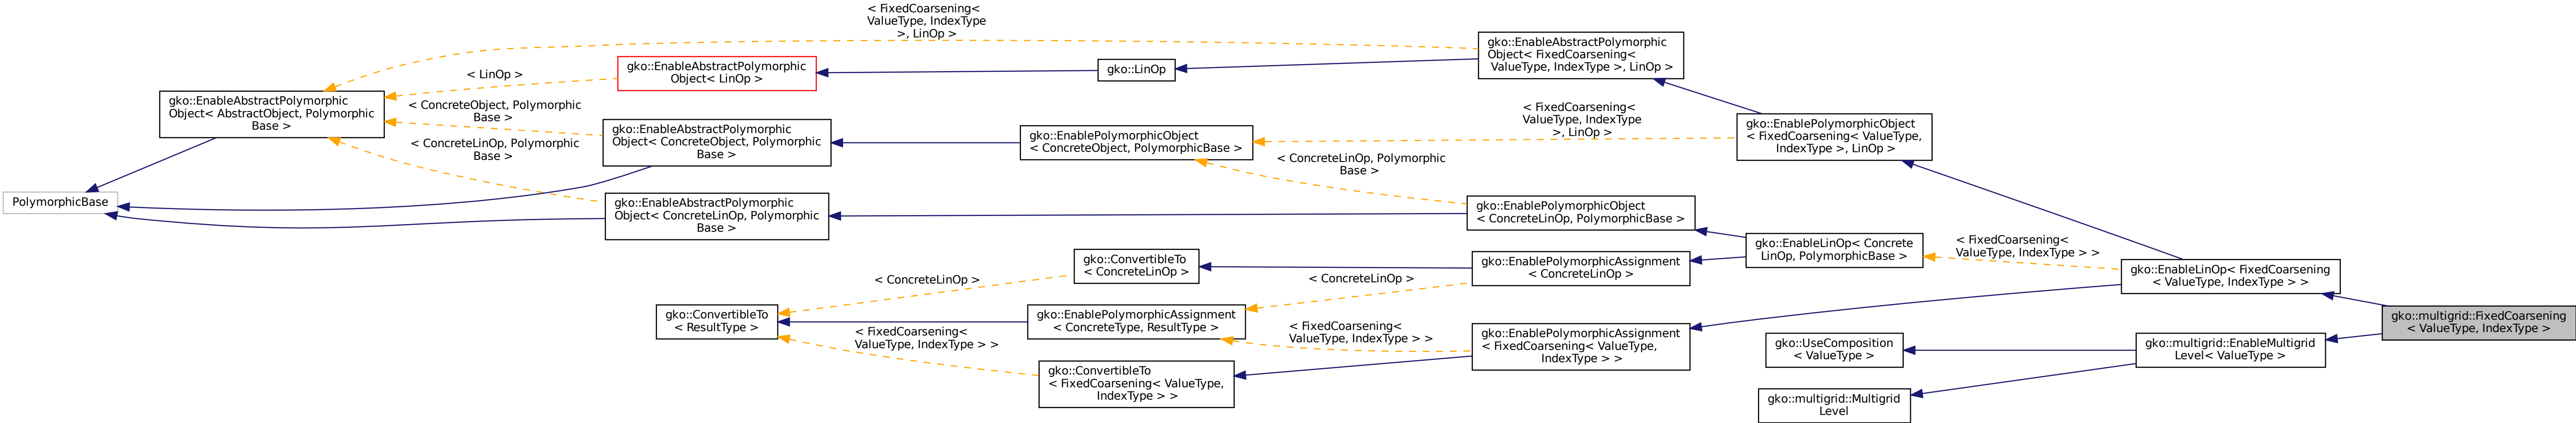 < FixedCoarsening<
ValueType, IndexType
>, LinOp >
gko::EnableAbstractPolymorphic
Object< FixedCoarsening<
ValueType, IndexType >, LinOp >
< LinOp >
gko::EnableAbstractPolymorphic
Object< LinOp >
gko::LinOp
gko::EnableAbstractPolymorphic
Object< AbstractObject, Polymorphic
Base >
< ConcreteObject, Polymorphic
Base >
< FixedCoarsening<
ValueType, IndexType
>, LinOp >
gko::EnablePolymorphicObject
< FixedCoarsening< ValueType,
IndexType >, LinOp >
gko::EnableAbstractPolymorphic
Object< ConcreteObject, Polymorphic
Base >
gko::EnablePolymorphicObject
< ConcreteObject, PolymorphicBase >
< ConcreteLinOp, Polymorphic
Base >
< ConcreteLinOp, Polymorphic
Base >
PolymorphicBase
gko::EnableAbstractPolymorphic
Object< ConcreteLinOp, Polymorphic
Base >
gko::EnablePolymorphicObject
< ConcreteLinOp, PolymorphicBase >
gko::EnableLinOp< Concrete
LinOp, PolymorphicBase >
< FixedCoarsening<
ValueType, IndexType > >
gko::ConvertibleTo
< ConcreteLinOp >
gko::EnablePolymorphicAssignment
< ConcreteLinOp >
gko::EnableLinOp< FixedCoarsening
< ValueType, IndexType > >
< ConcreteLinOp >
< ConcreteLinOp >
gko::ConvertibleTo
< ResultType >
gko::EnablePolymorphicAssignment
< ConcreteType, ResultType >
gko::multigrid::FixedCoarsening
< ValueType, IndexType >
< FixedCoarsening<
ValueType, IndexType > >
< FixedCoarsening<
ValueType, IndexType > >
gko::EnablePolymorphicAssignment
< FixedCoarsening< ValueType,
IndexType > >
gko::UseComposition
< ValueType >
gko::multigrid::EnableMultigrid
Level< ValueType >
gko::ConvertibleTo
< FixedCoarsening< ValueType,
IndexType > >
gko::multigrid::Multigrid
Level